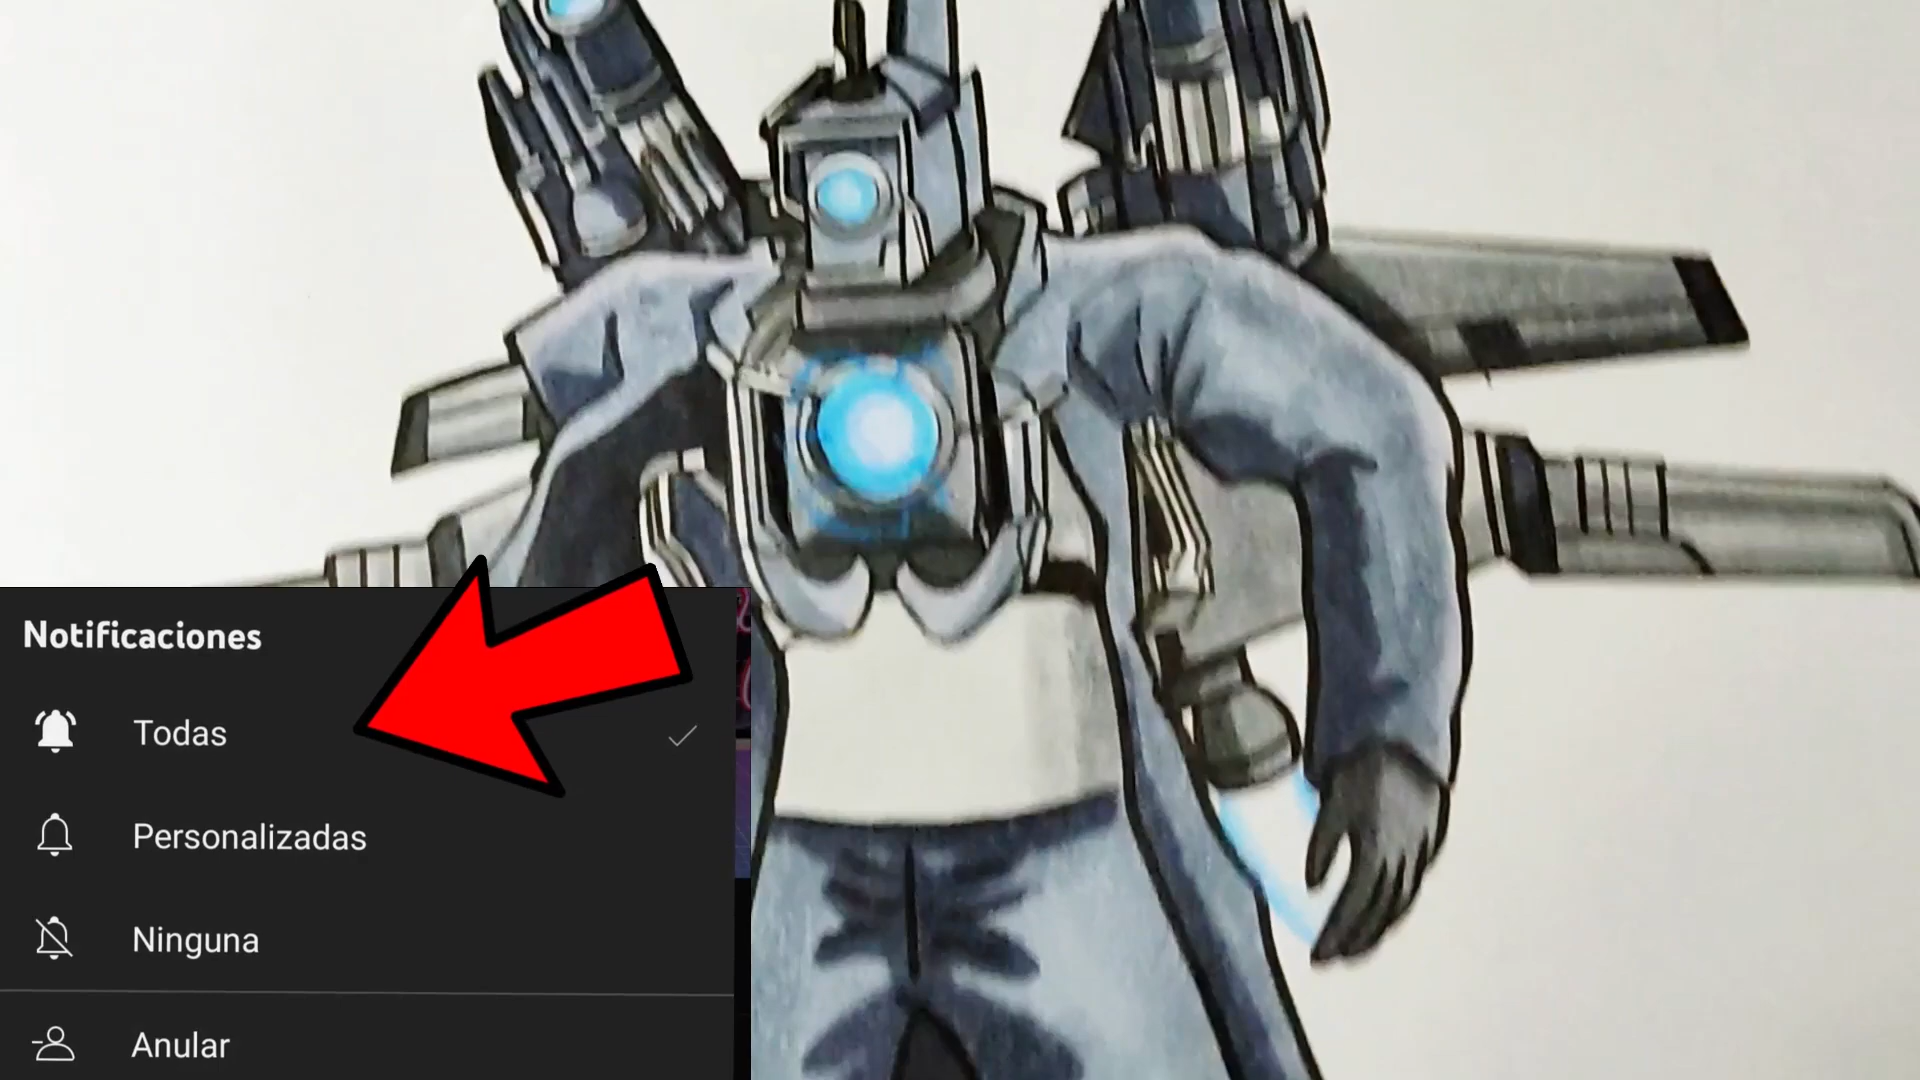 Notificaciones
Todas
Personalizadas
Ninguna
Anular